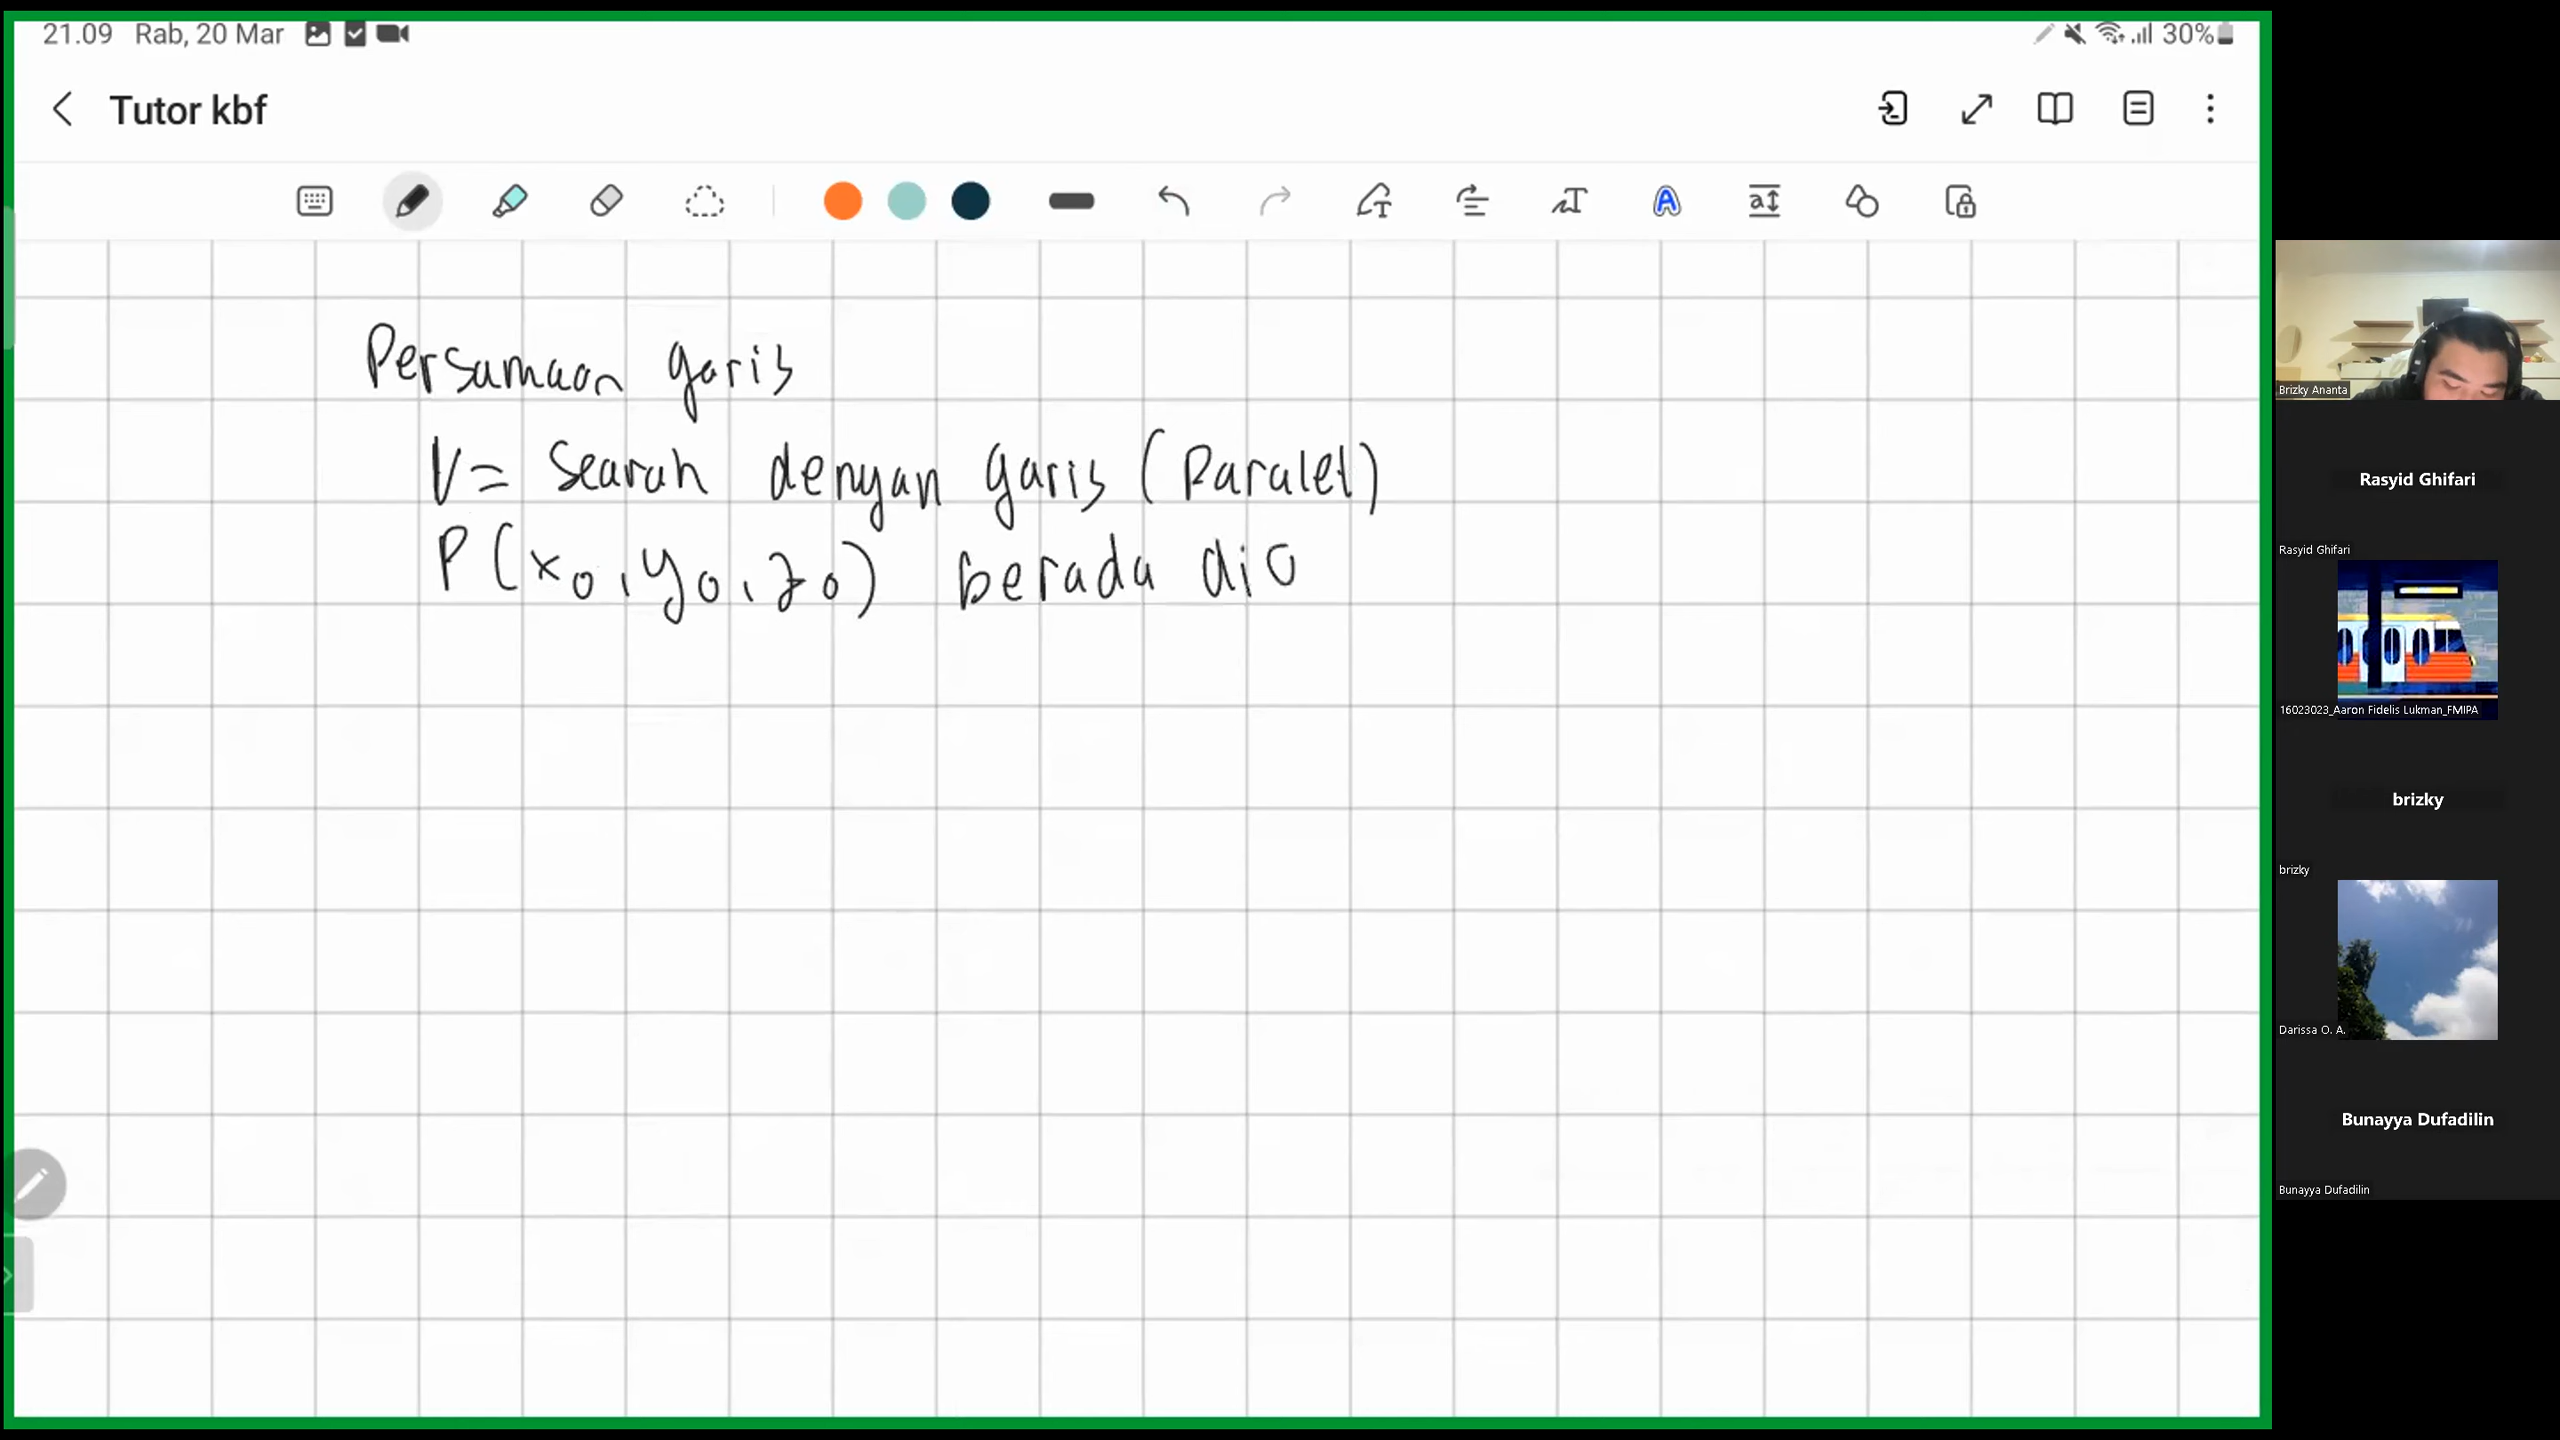 21.09 Rab, 20 Mar 30%
Tutor kbf
Persamaan garis
V = Searah dengan garis (Paralel)
P(x₀, y₀, z₀) berada di
Brizky Ananta
Rasyid Ghifari
Rasyid Ghifari
16023023_Aaron Fidelis Lukman_FMIPA
brizky
brizky
Darissa O. A.
Bunayya Dufadilin
Bunayya Dufadilin